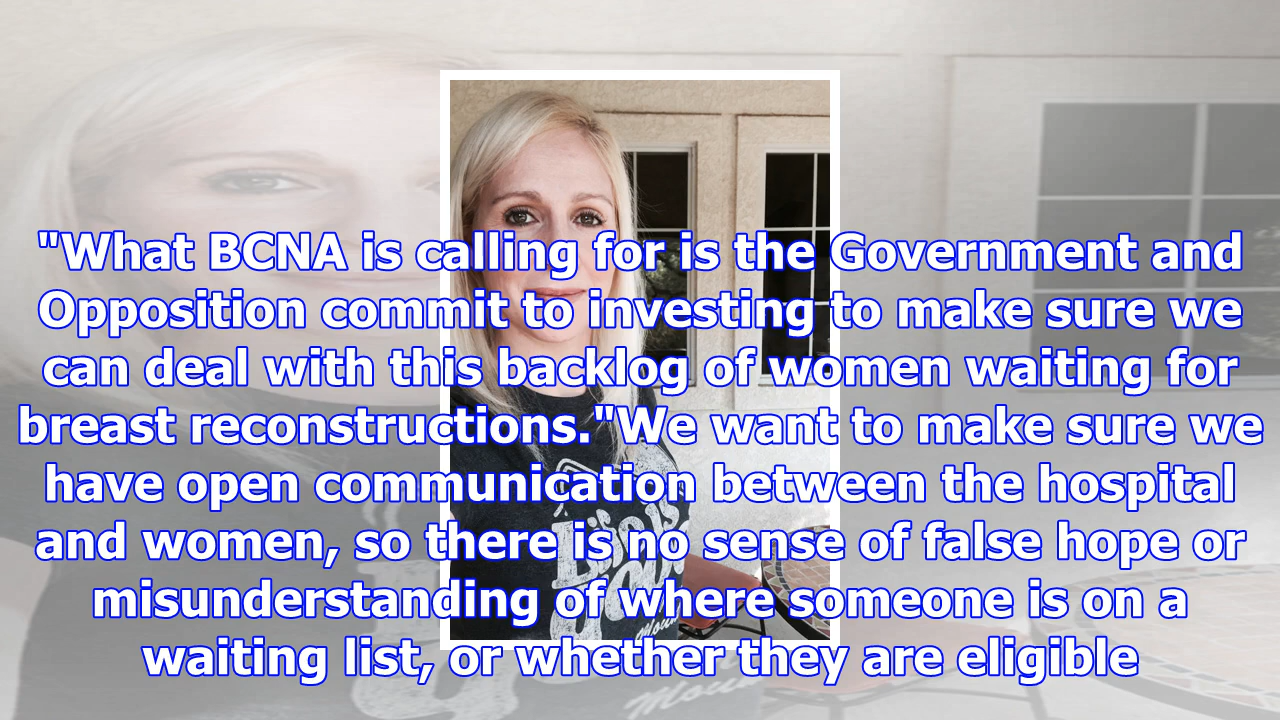 "What BCNA is calling for is the Government and
Opposition commit to investing to make sure we
can deal with this backlog of women waiting for
breast reconstructions."We want to make sure we
have open communication between the hospital
and women, so there is no sense of false hope or
misunderstanding of where someone is on a
waiting list, or whether they are eligible